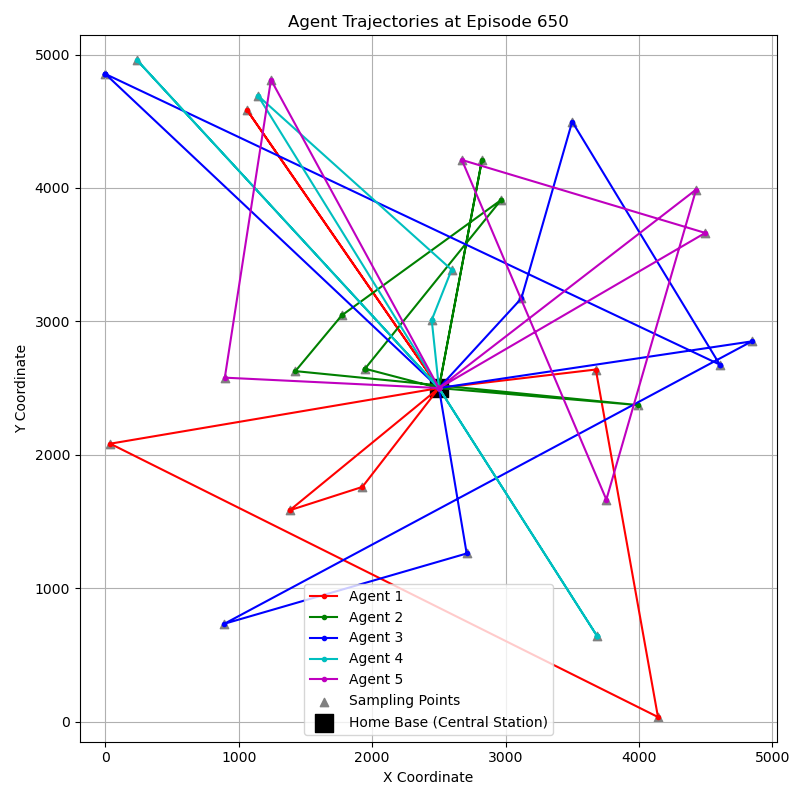 Agent Trajectories at Episode 650
5000
4000
3000
2000
1000
0
Y Coordinate
Agent 1
Agent 2
Agent 3
Agent 4
Agent 5
Sampling Points
Home Base (Central Station)
0 1000 2000 3000 4000 5000
X Coordinate